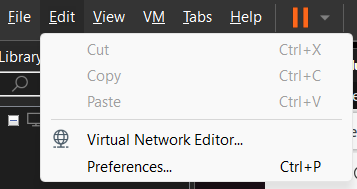 File Edit View VM Tabs Help
Library
Cut Ctrl+X
Copy Ctrl+C
Paste Ctrl+V
Virtual Network Editor...
Preferences... Ctrl+P